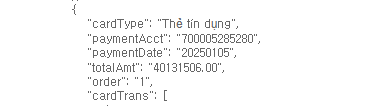 {
"cardType": "Thẻ tín dụng",
"paymentAcct": "700005285280",
"paymentDate": "20250105",
"totalAmt": "40131506.00",
"order": "1",
"cardTrans": [